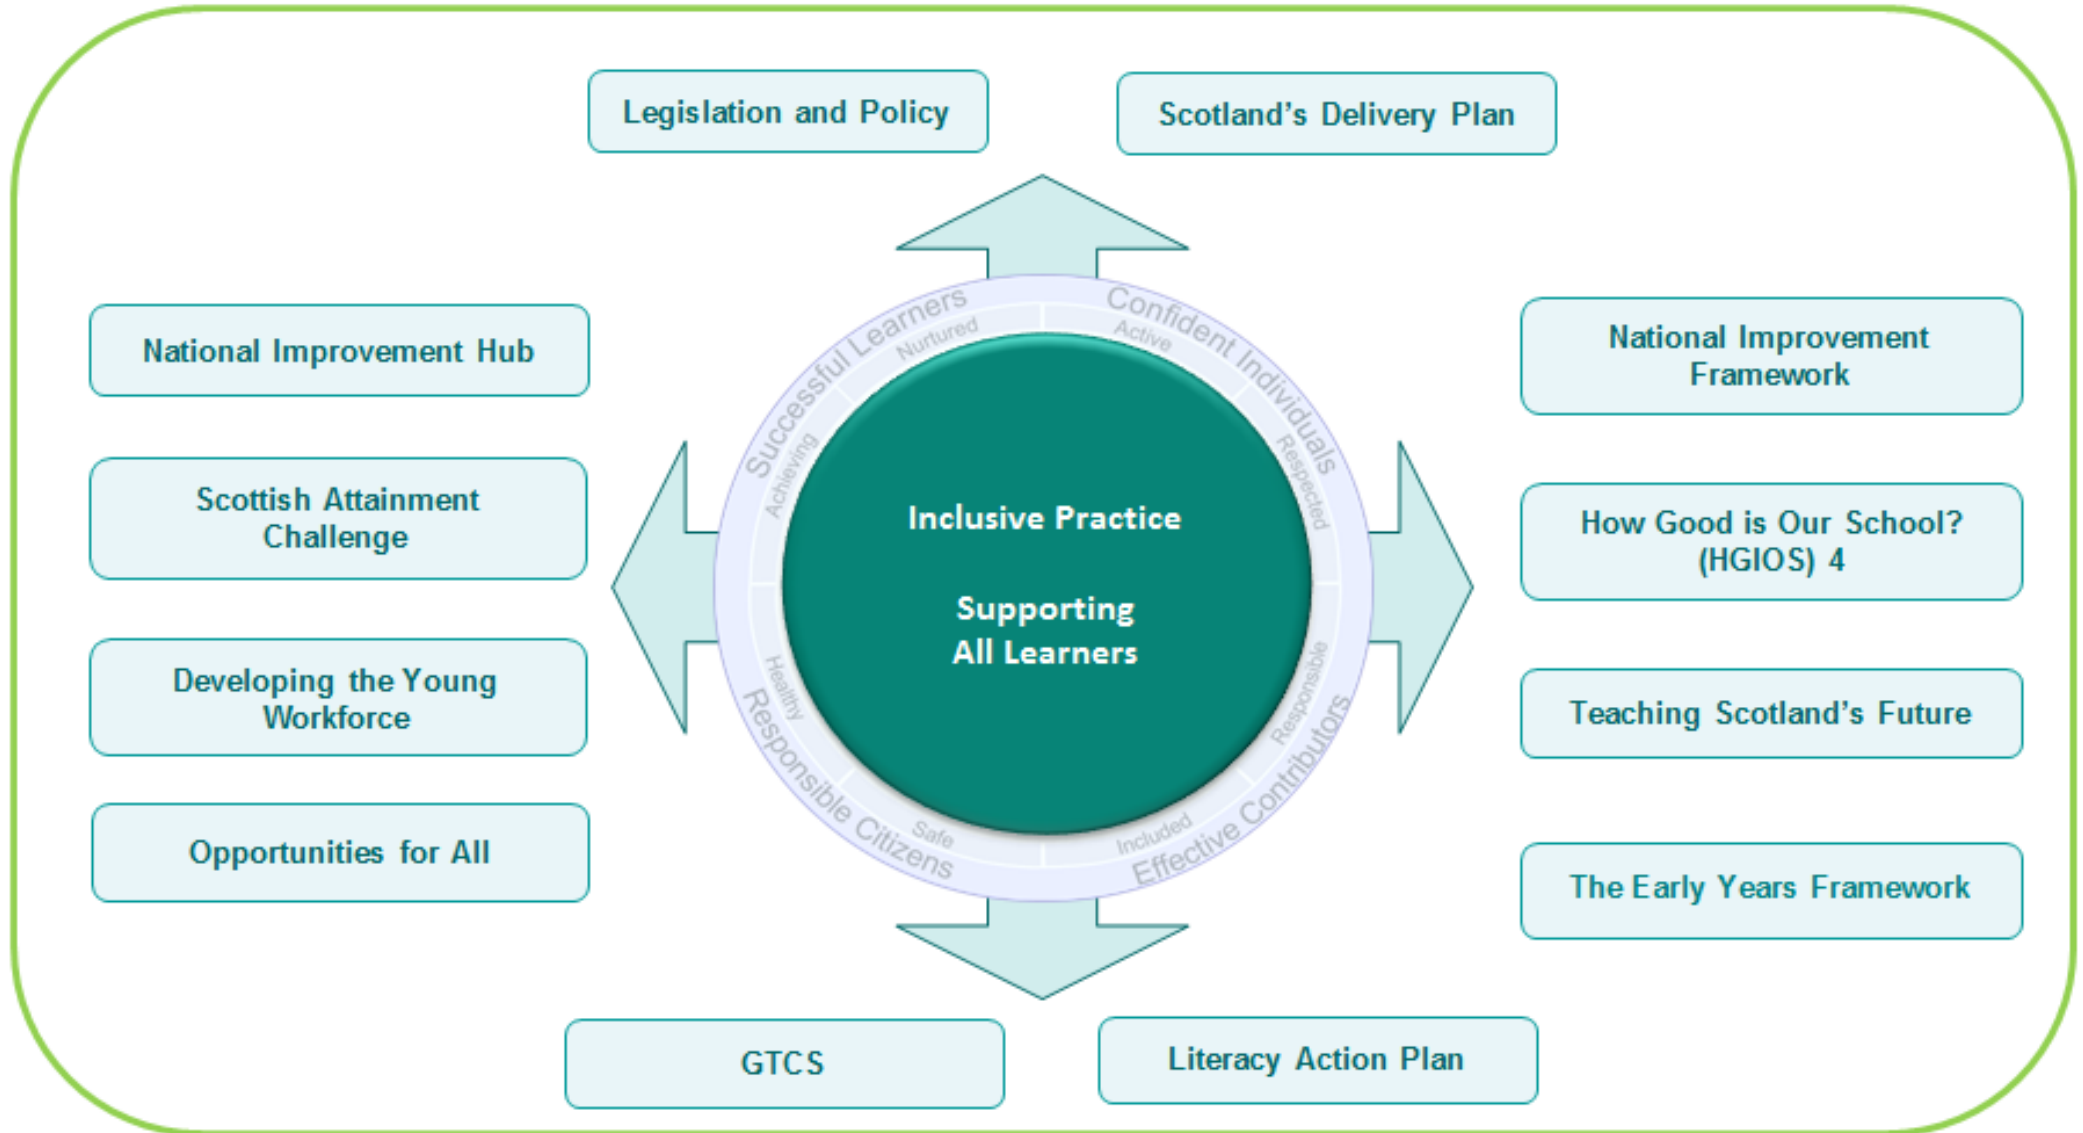 Legislation and Policy
Scotland's Delivery Plan
National Improvement Hub
Scottish Attainment
Challenge
Developing the Young
Workforce
Opportunities for All
Successful Learners
Confident Individuals
Nurtured
Active
Achieving
Respected
Inclusive Practice
Supporting
All Learners
Healthy
Responsible
Safe
Included
Responsible Citizens
Effective Contributors
National Improvement
Framework
How Good is Our School?
(HGIOS) 4
Teaching Scotland's Future
The Early Years Framework
GTCS
Literacy Action Plan